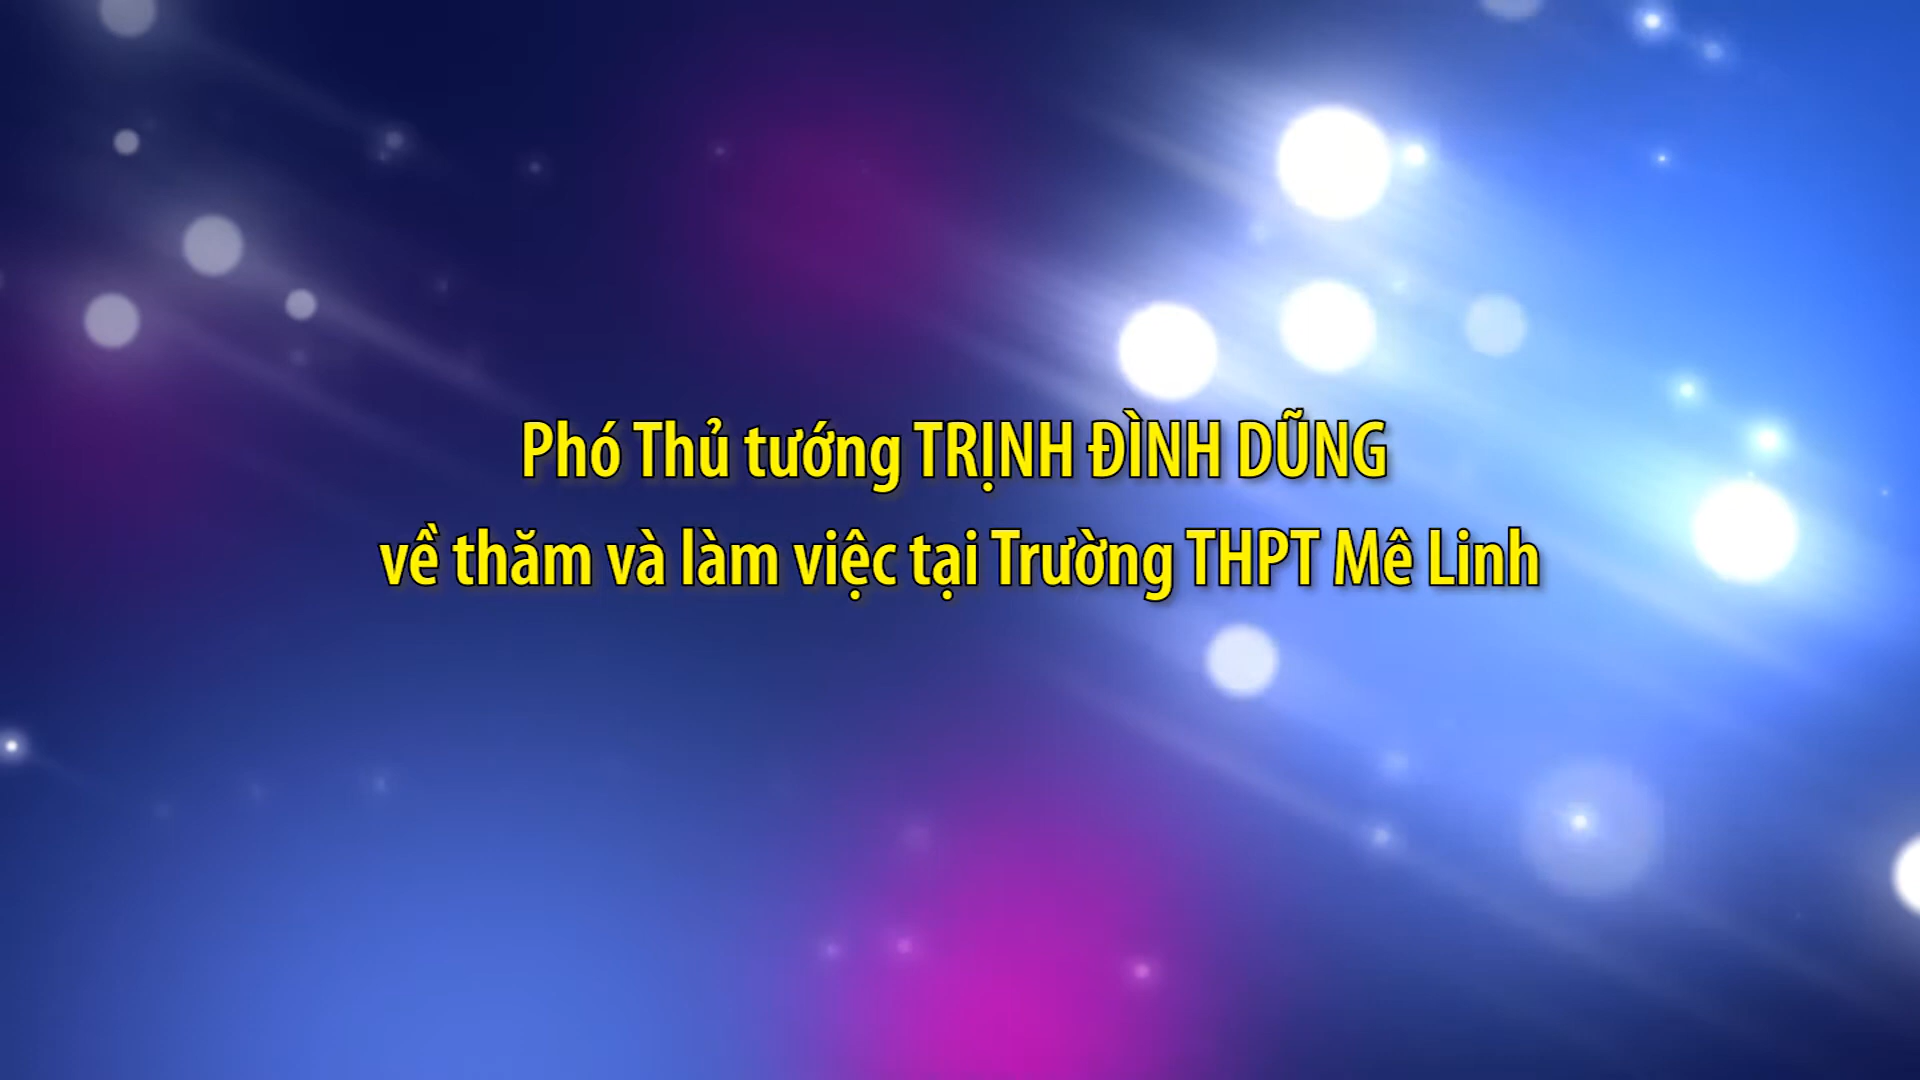 Phó Thủ tướng TRỊNH ĐÌNH DŨNG
về thăm và làm việc tại Trường THPT Mê Linh